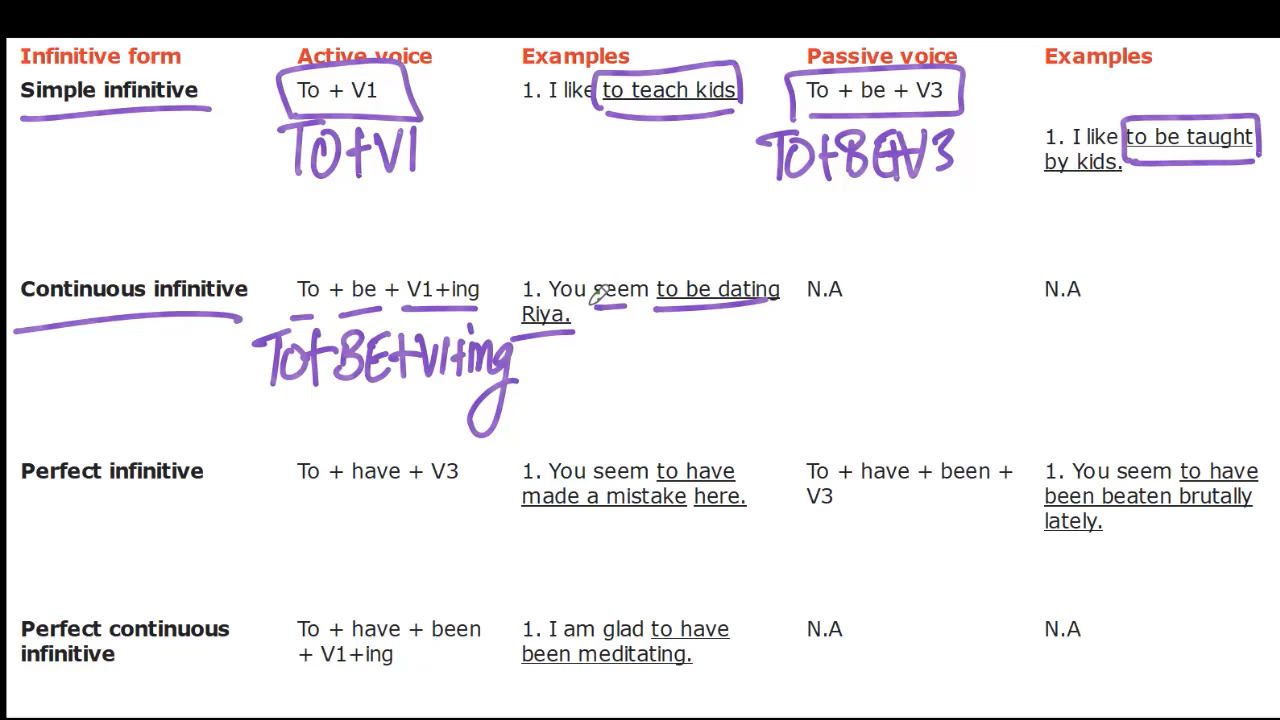 Infinitive form Active voice Examples Passive voice Examples
Simple infinitive To + V1 1. I like to teach kids. To + be + V3
1. I like to be taught
by kids.
TO+V1 TO+BE+V3
Continuous infinitive To + be + V1+ing 1. You seem to be dating N.A N.A
Riya.
TO+BE+V1+ing
Perfect infinitive To + have + V3 1. You seem to have To + have + been + 1. You seem to have
made a mistake here. V3 been beaten brutally
lately.
Perfect continuous To + have + been 1. I am glad to have N.A N.A
infinitive + V1+ing been meditating.